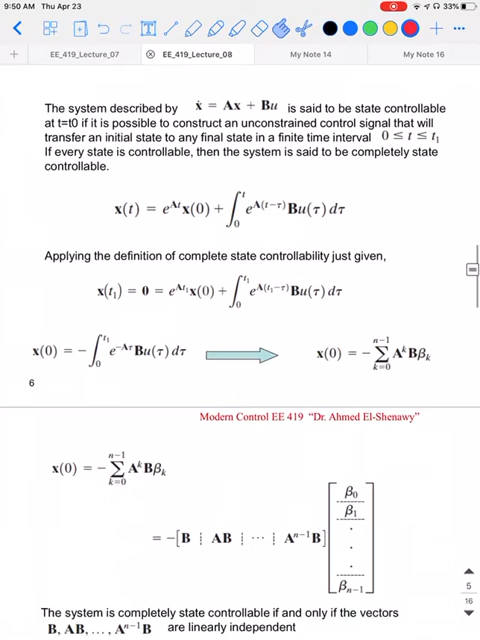 9:50 AM Thu Apr 23
33%
EE_419_Lecture_07
EE_419_Lecture_08
My Note 14
My Note 16
The system described by ẋ = Ax + Bu is said to be state controllable
at t=t0 if it is possible to construct an unconstrained control signal that will
transfer an initial state to any final state in a finite time interval 0 ≤ t ≤ t₁
If every state is controllable, then the system is said to be completely state
controllable.
x(t) = e^{At}x(0) + ∫₀^t e^{A(t−τ)}Bu(τ) dτ
Applying the definition of complete state controllability just given,
x(t₁) = 0 = e^{At₁}x(0) + ∫₀^{t₁} e^{A(t₁−τ)}Bu(τ) dτ
x(0) = −∫₀^{t₁} e^{−Aτ}Bu(τ) dτ x(0) = −∑_{k=0}^{n−1} A^kBβ_k
6
Modern Control EE 419 “Dr. Ahmed El-Shenawy”
x(0) = −∑_{k=0}^{n−1} A^kBβ_k
= −[B ⋮ AB ⋮ ⋯ ⋮ A^{n−1}B] [β₀ β₁ . . . β_{n−1}]
5
16
The system is completely state controllable if and only if the vectors
B, AB, . . . , A^{n−1}B are linearly independent